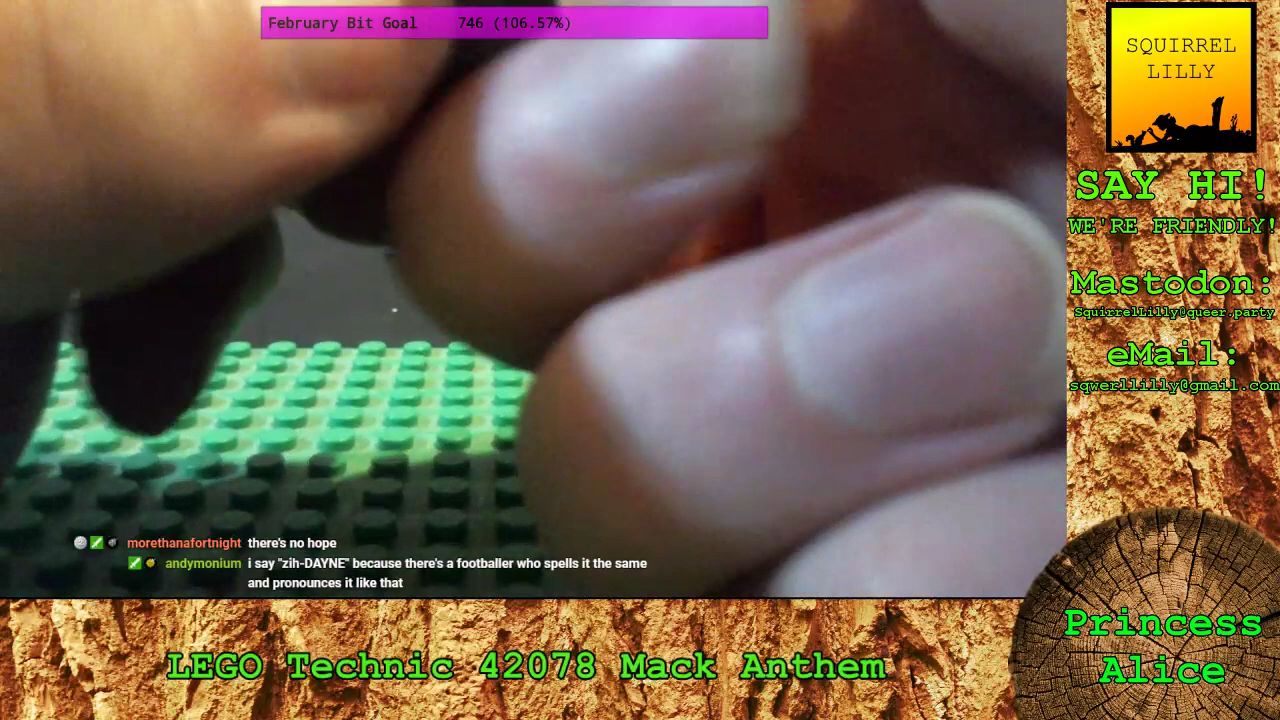 February Bit Goal 746 (106.57%)
SQUIRREL
LILLY
SAY HI!
WE'RE FRIENDLY!
Mastodon:
SquirrelLilly@queer.party
eMail:
sqwerllilly@gmail.com
morethanafortnight there's no hope
andymonium i say "zih-DAYNE" because there's a footballer who spells it the same
and pronounces it like that
LEGO Technic 42078 Mack Anthem
Princess
Alice